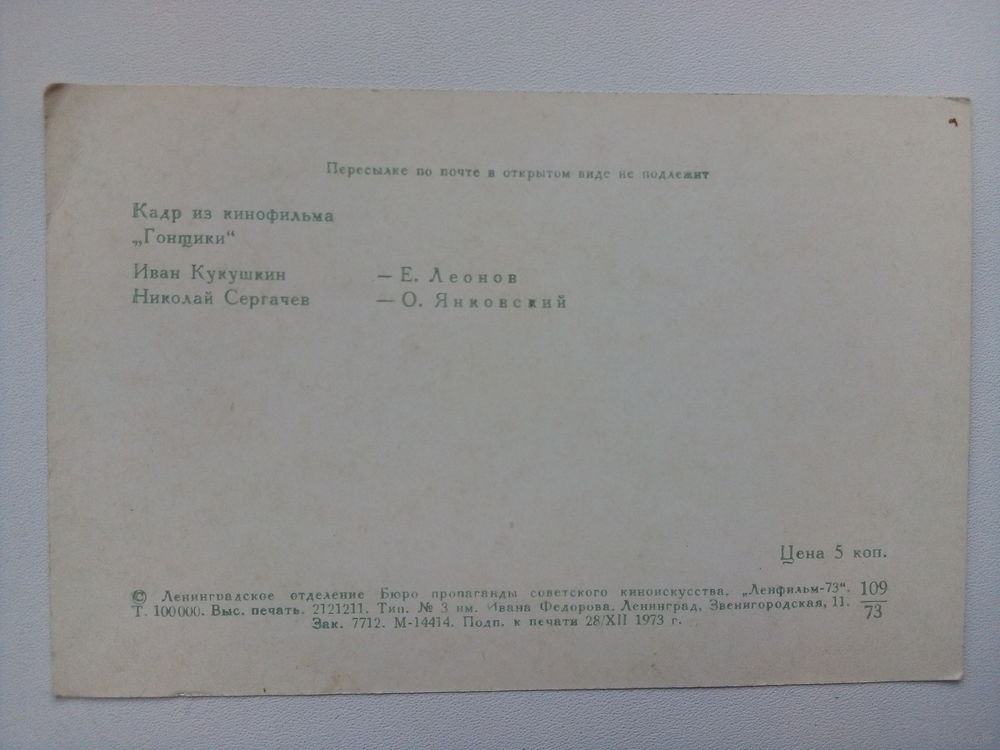 Пересылке по почте в открытом виде не подлежит
Кадр из кинофильма
„Гонщики“
Иван Кукушкин — Е. Леонов
Николай Сергачев — О. Янковский
Цена 5 коп.
© Ленинградское отделение Бюро пропаганды советского киноискусства. „Ленфильм-73“. 109/73
Т. 100000. Выс. печать. 2121211. Тип. № 3 им. Ивана Федорова. Ленинград, Звенигородская, 11.
Зак. 7712. М-14414. Подп. к печати 28/XII 1973 г.